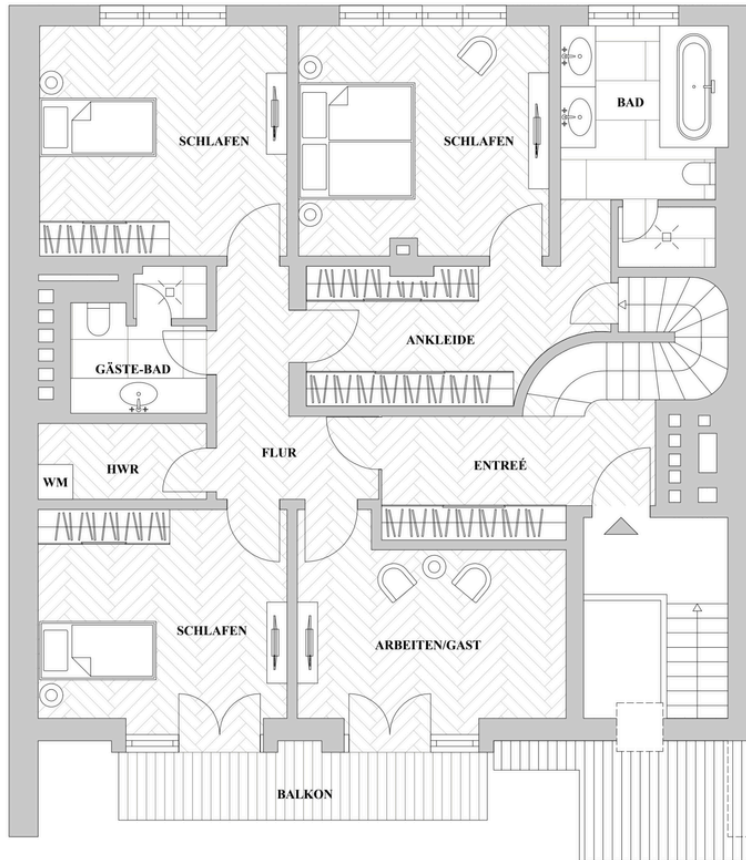 BAD
SCHLAFEN
SCHLAFEN
ANKLEIDE
GÄSTE-BAD
FLUR
ENTREÉ
HWR
WM
SCHLAFEN
ARBEITEN/GAST
BALKON